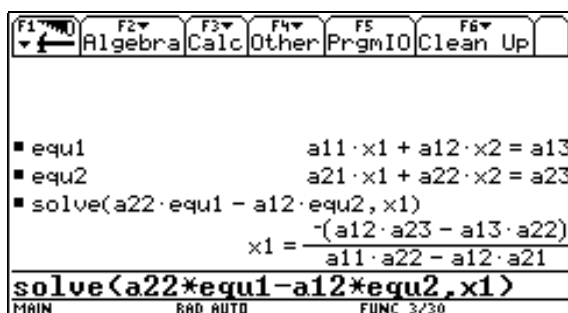 F1 F2 F3 F4 F5 F6
Algebra Calc Other PrgmIO Clean Up
▪ equ1 a11·x1 + a12·x2 = a13
▪ equ2 a21·x1 + a22·x2 = a23
▪ solve(a22·equ1 − a12·equ2, x1)
x1 = ⁻(a12·a23 − a13·a22)
a11·a22 − a12·a21
solve(a22*equ1-a12*equ2,x1)
MAIN RAD AUTO FUNC 3/30